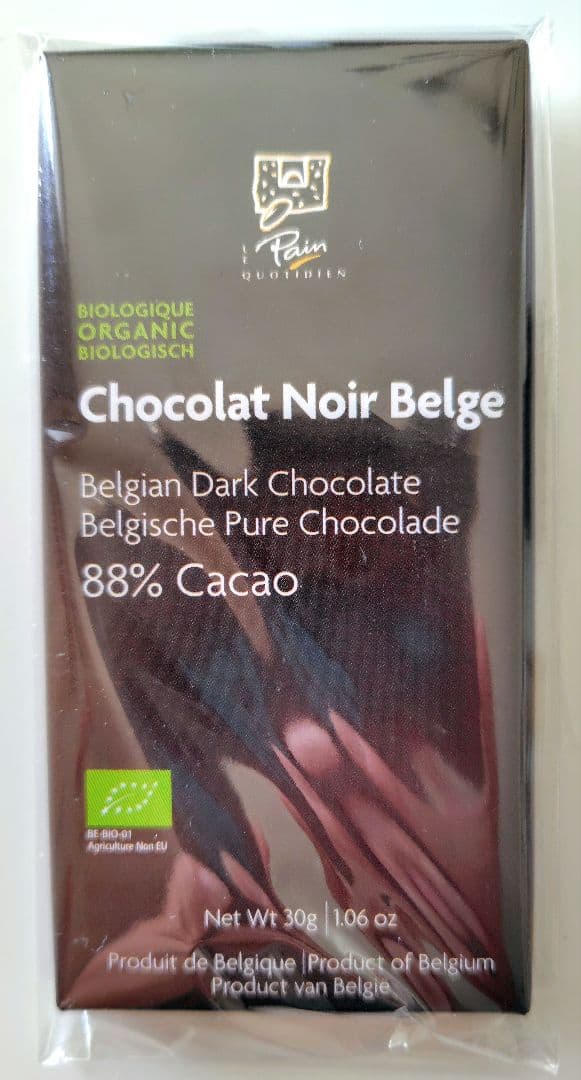 LE Pain
QUOTIDIEN
BIOLOGIQUE
ORGANIC
BIOLOGISCH
Chocolat Noir Belge
Belgian Dark Chocolate
Belgische Pure Chocolade
88% Cacao
BE-BIO-01
Agriculture Non EU
Net Wt 30g | 1.06 oz
Produit de Belgique | Product of Belgium
Product van Belgie